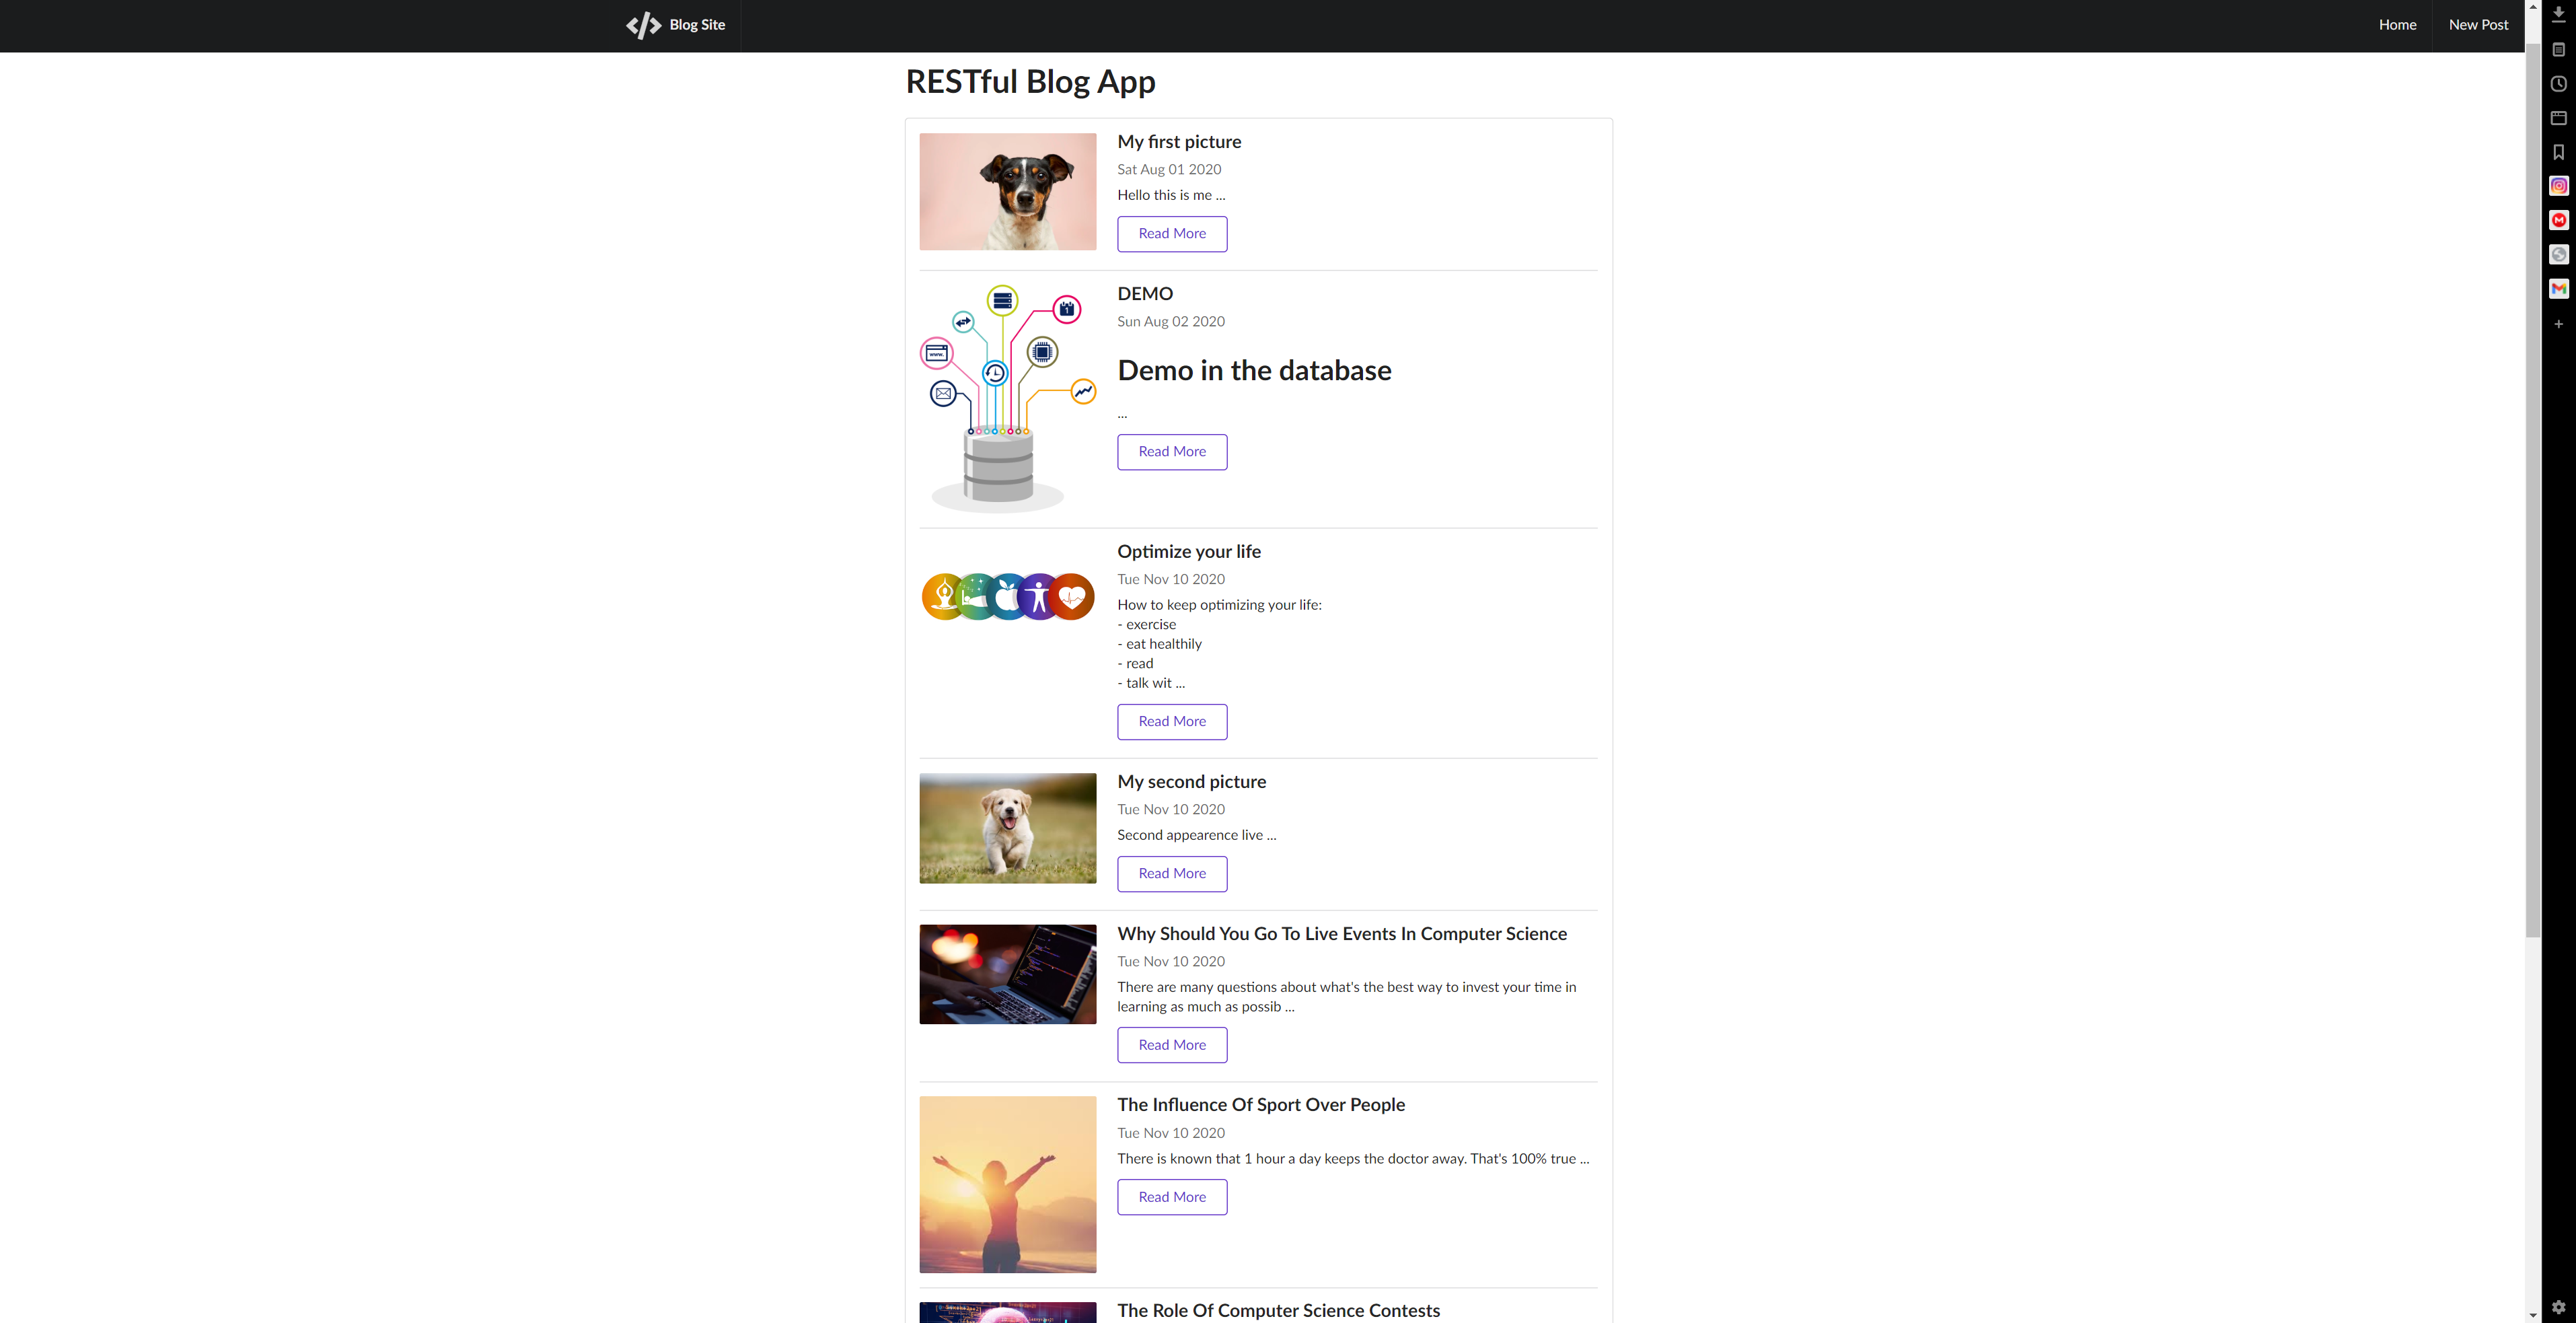 Blog Site
Home
New Post
RESTful Blog App
My first picture
Sat Aug 01 2020
Hello this is me ...
Read More
DEMO
Sun Aug 02 2020
Demo in the database
...
Read More
1
www.
Optimize your life
Tue Nov 10 2020
How to keep optimizing your life:
- exercise
- eat healthily
- read
- talk wit ...
Read More
My second picture
Tue Nov 10 2020
Second appearence live ...
Read More
Why Should You Go To Live Events In Computer Science
Tue Nov 10 2020
There are many questions about what's the best way to invest your time in
learning as much as possib ...
Read More
The Influence Of Sport Over People
Tue Nov 10 2020
There is known that 1 hour a day keeps the doctor away. That's 100% true ...
Read More
The Role Of Computer Science Contests